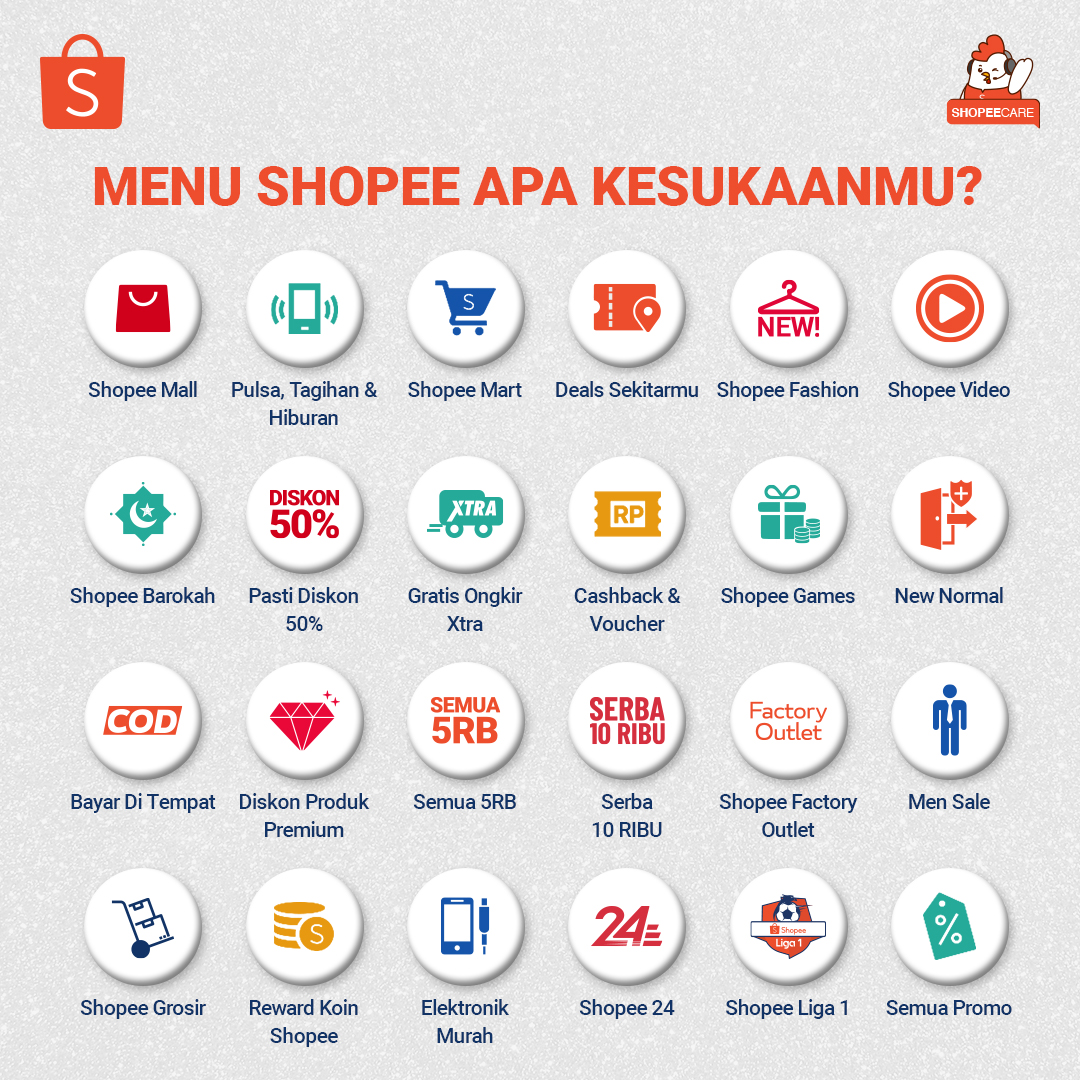 S
SHOPEECARE
MENU SHOPEE APA KESUKAANMU?
S
NEW!
Shopee Mall
Pulsa, Tagihan &
Hiburan
Shopee Mart
Deals Sekitarmu
Shopee Fashion
Shopee Video
DISKON
50%
XTRA
RP
Shopee Barokah
Pasti Diskon
50%
Gratis Ongkir
Xtra
Cashback &
Voucher
Shopee Games
New Normal
COD
SEMUA
5RB
SERBA
10 RIBU
Factory
Outlet
Bayar Di Tempat
Diskon Produk
Premium
Semua 5RB
Serba
10 RIBU
Shopee Factory
Outlet
Men Sale
S
24
Shopee
Liga 1
%
Shopee Grosir
Reward Koin
Shopee
Elektronik
Murah
Shopee 24
Shopee Liga 1
Semua Promo